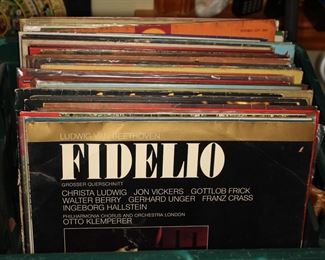 LUDWIG VAN BEETHOVEN
FIDELIO
GROSSER QUERSCHNITT
CHRISTA LUDWIG JON VICKERS GOTTLOB FRICK
WALTER BERRY GERHARD UNGER FRANZ CRASS
INGEBORG HALLSTEIN
PHILHARMONIA CHORUS AND ORCHESTRA LONDON
OTTO KLEMPERER